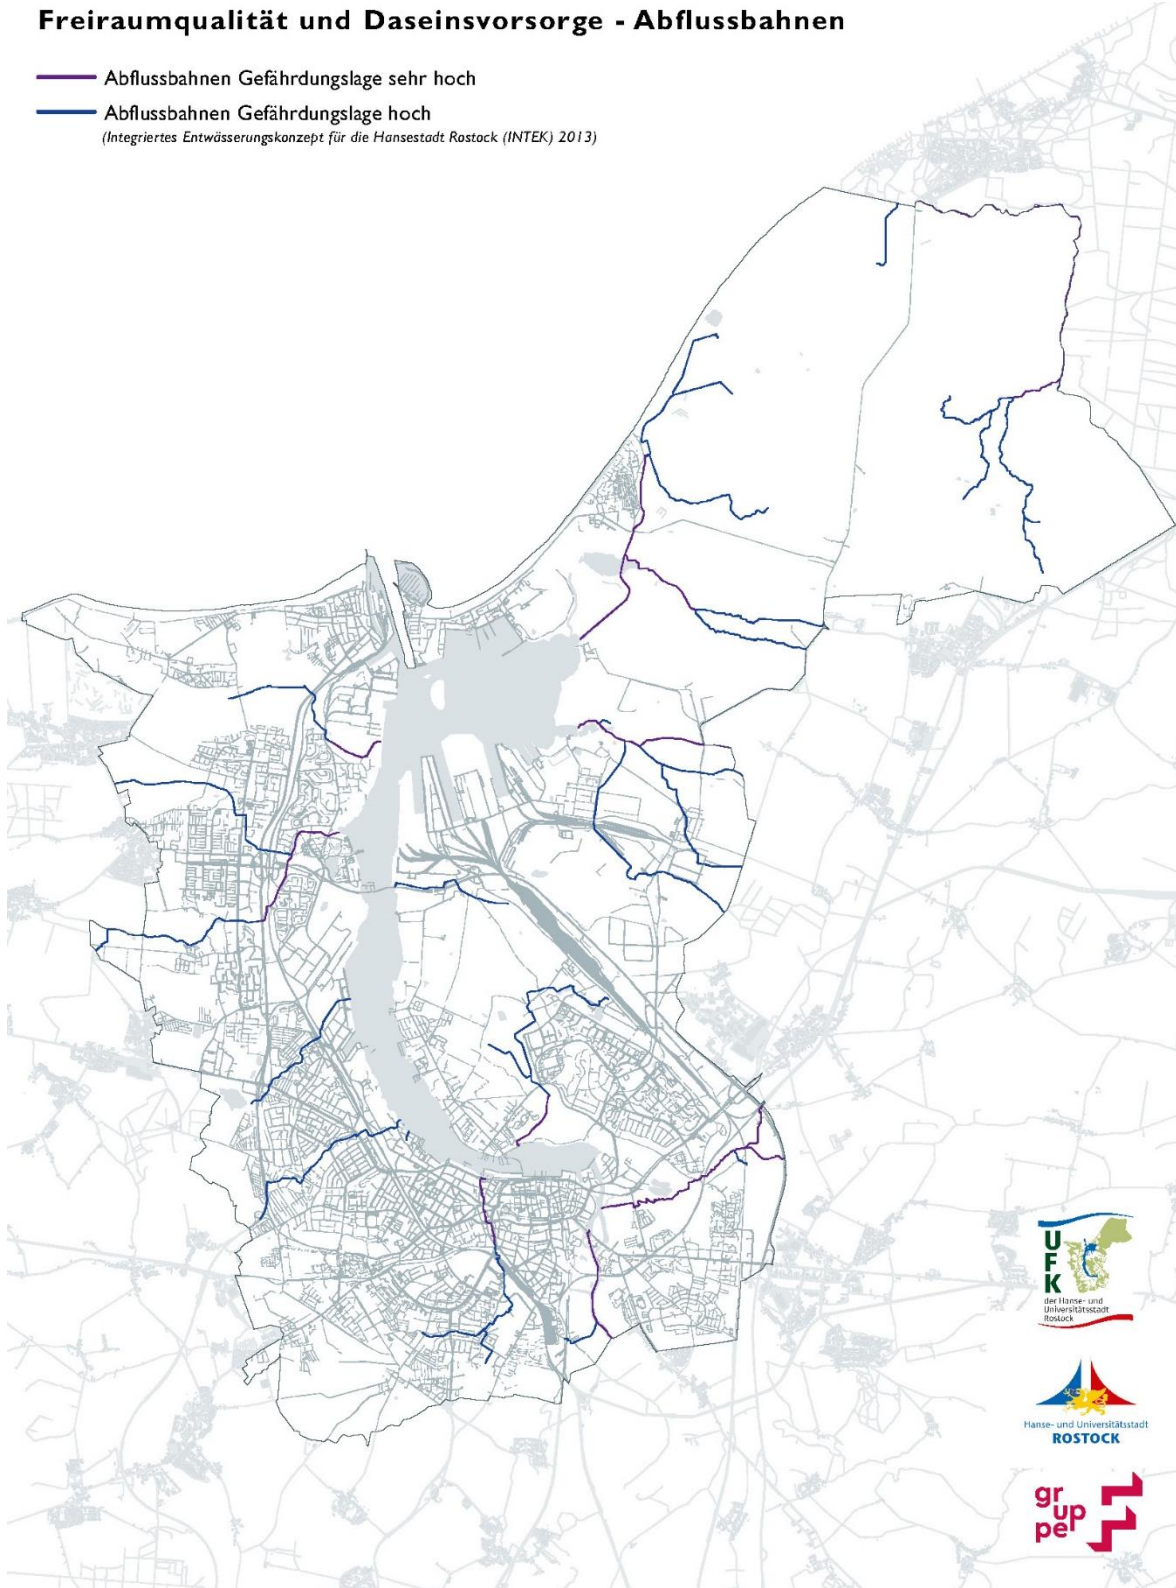 Freiraumqualität und Daseinsvorsorge - Abflussbahnen
Abflussbahnen Gefährdungslage sehr hoch
Abflussbahnen Gefährdungslage hoch
(Integriertes Entwässerungskonzept für die Hansestadt Rostock (INTEK) 2013)
UFK
der Hanse- und
Universitätsstadt
Rostock
Hanse- und Universitätsstadt
ROSTOCK
gr
up
pe
F